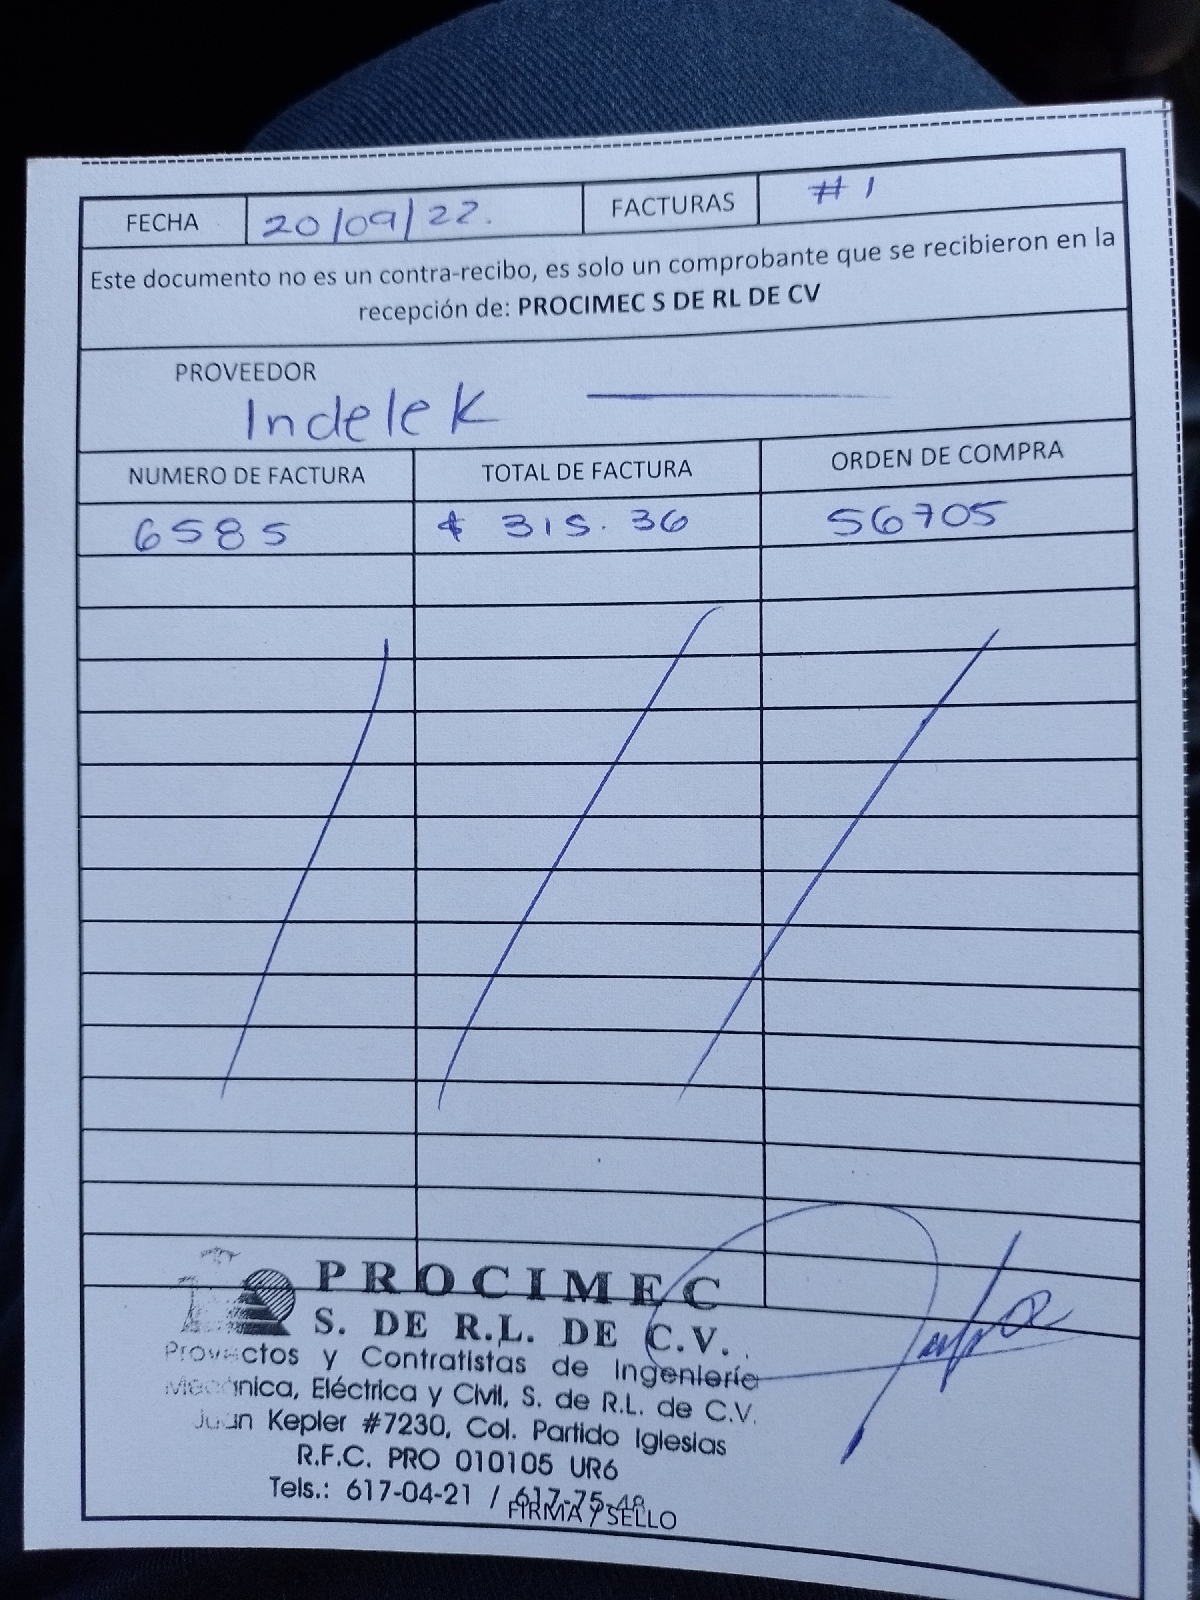 FECHA 20/09/22. FACTURAS #1
Este documento no es un contra-recibo, es solo un comprobante que se recibieron en la
recepción de: PROCIMEC S DE RL DE CV
PROVEEDOR
Indelek
NUMERO DE FACTURA TOTAL DE FACTURA ORDEN DE COMPRA
6585 $ 315.36 56705
PROCIMEC
S. DE R.L. DE C.V.
Proyectos y Contratistas de Ingeniería
Mecánica, Eléctrica y Civil, S. de R.L. de C.V.
Juan Kepler #7230, Col. Partido Iglesias
R.F.C. PRO 010105 UR6
Tels.: 617-04-21 / 617-75-48
FIRMA / SELLO